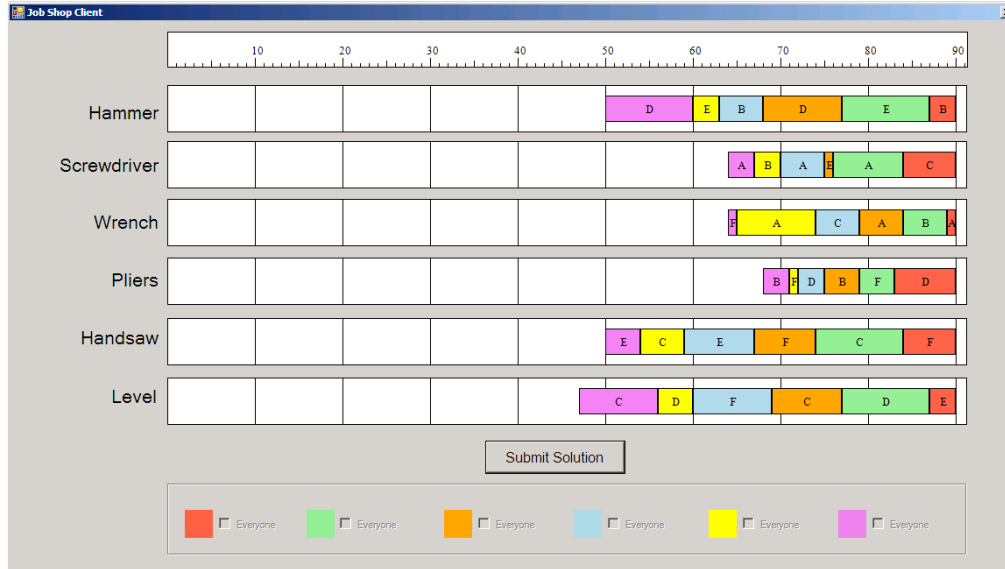 Job Shop Client
10 20 30 40 50 60 70 80 90
Hammer D E B D E B
Screwdriver A B A E A C
Wrench F A C A B A
Pliers B F D B F D
Handsaw E C E F C F
Level C D F C D E
Submit Solution
Everyone Everyone Everyone Everyone Everyone Everyone